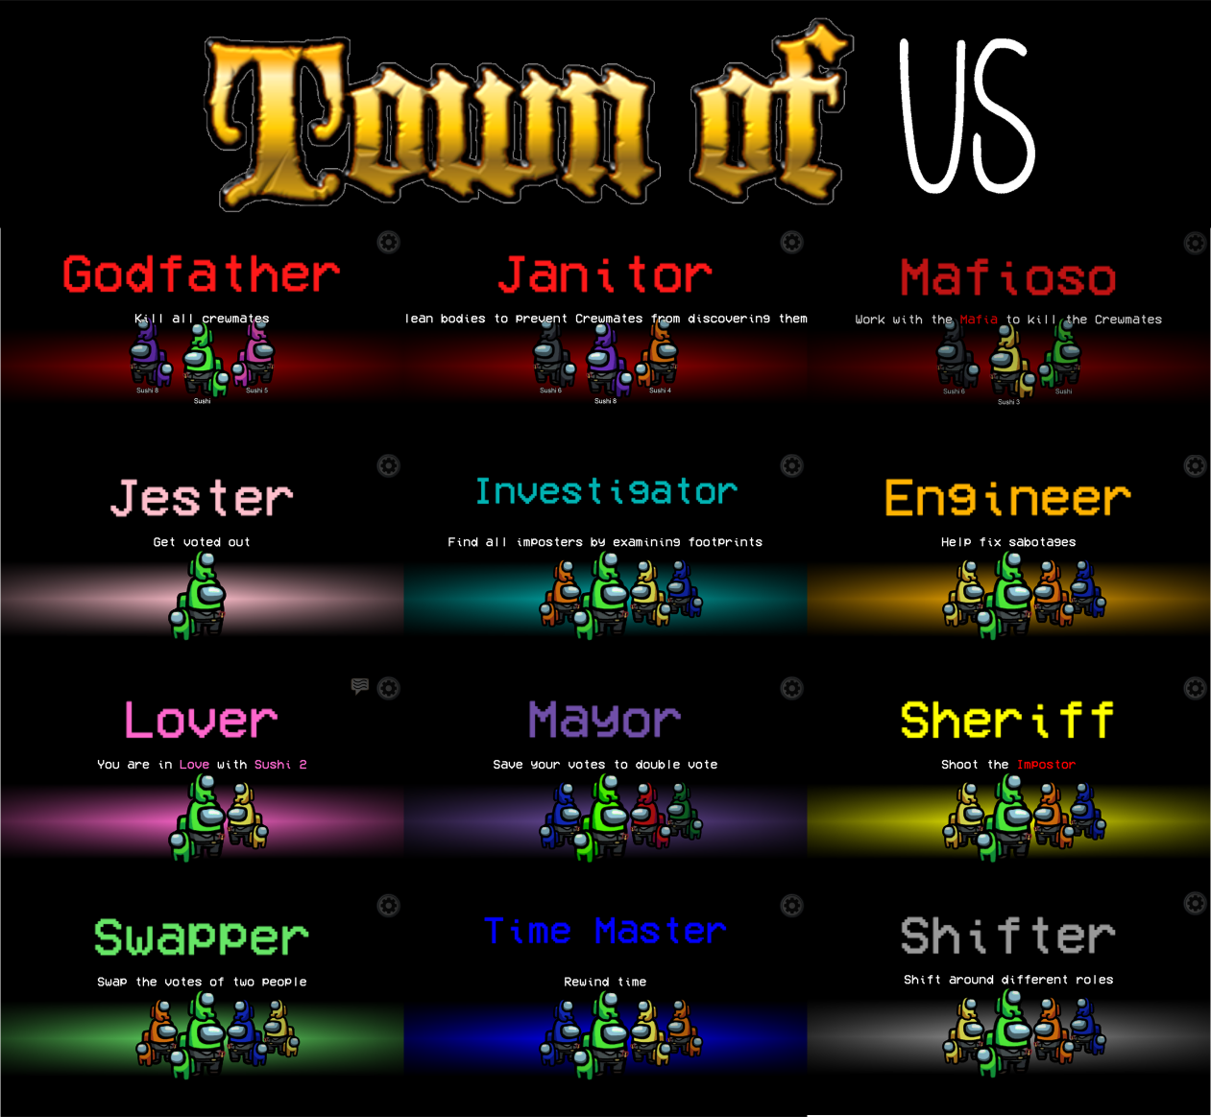 Town of US
Godfather
Kill all crewmates
Sushi 8
Sushi 5
Sushi
Janitor
lean bodies to prevent Crewmates from discovering them
Sushi 6
Sushi 4
Sushi 8
Mafioso
Work with the Mafia to kill the Crewmates
Sushi 6
Sushi
Sushi 3
Jester
Get voted out
Investigator
Find all imposters by examining footprints
Engineer
Help fix sabotages
Lover
You are in Love with Sushi 2
Mayor
Save your votes to double vote
Sheriff
Shoot the Impostor
Swapper
Swap the votes of two people
Time Master
Rewind time
Shifter
Shift around different roles